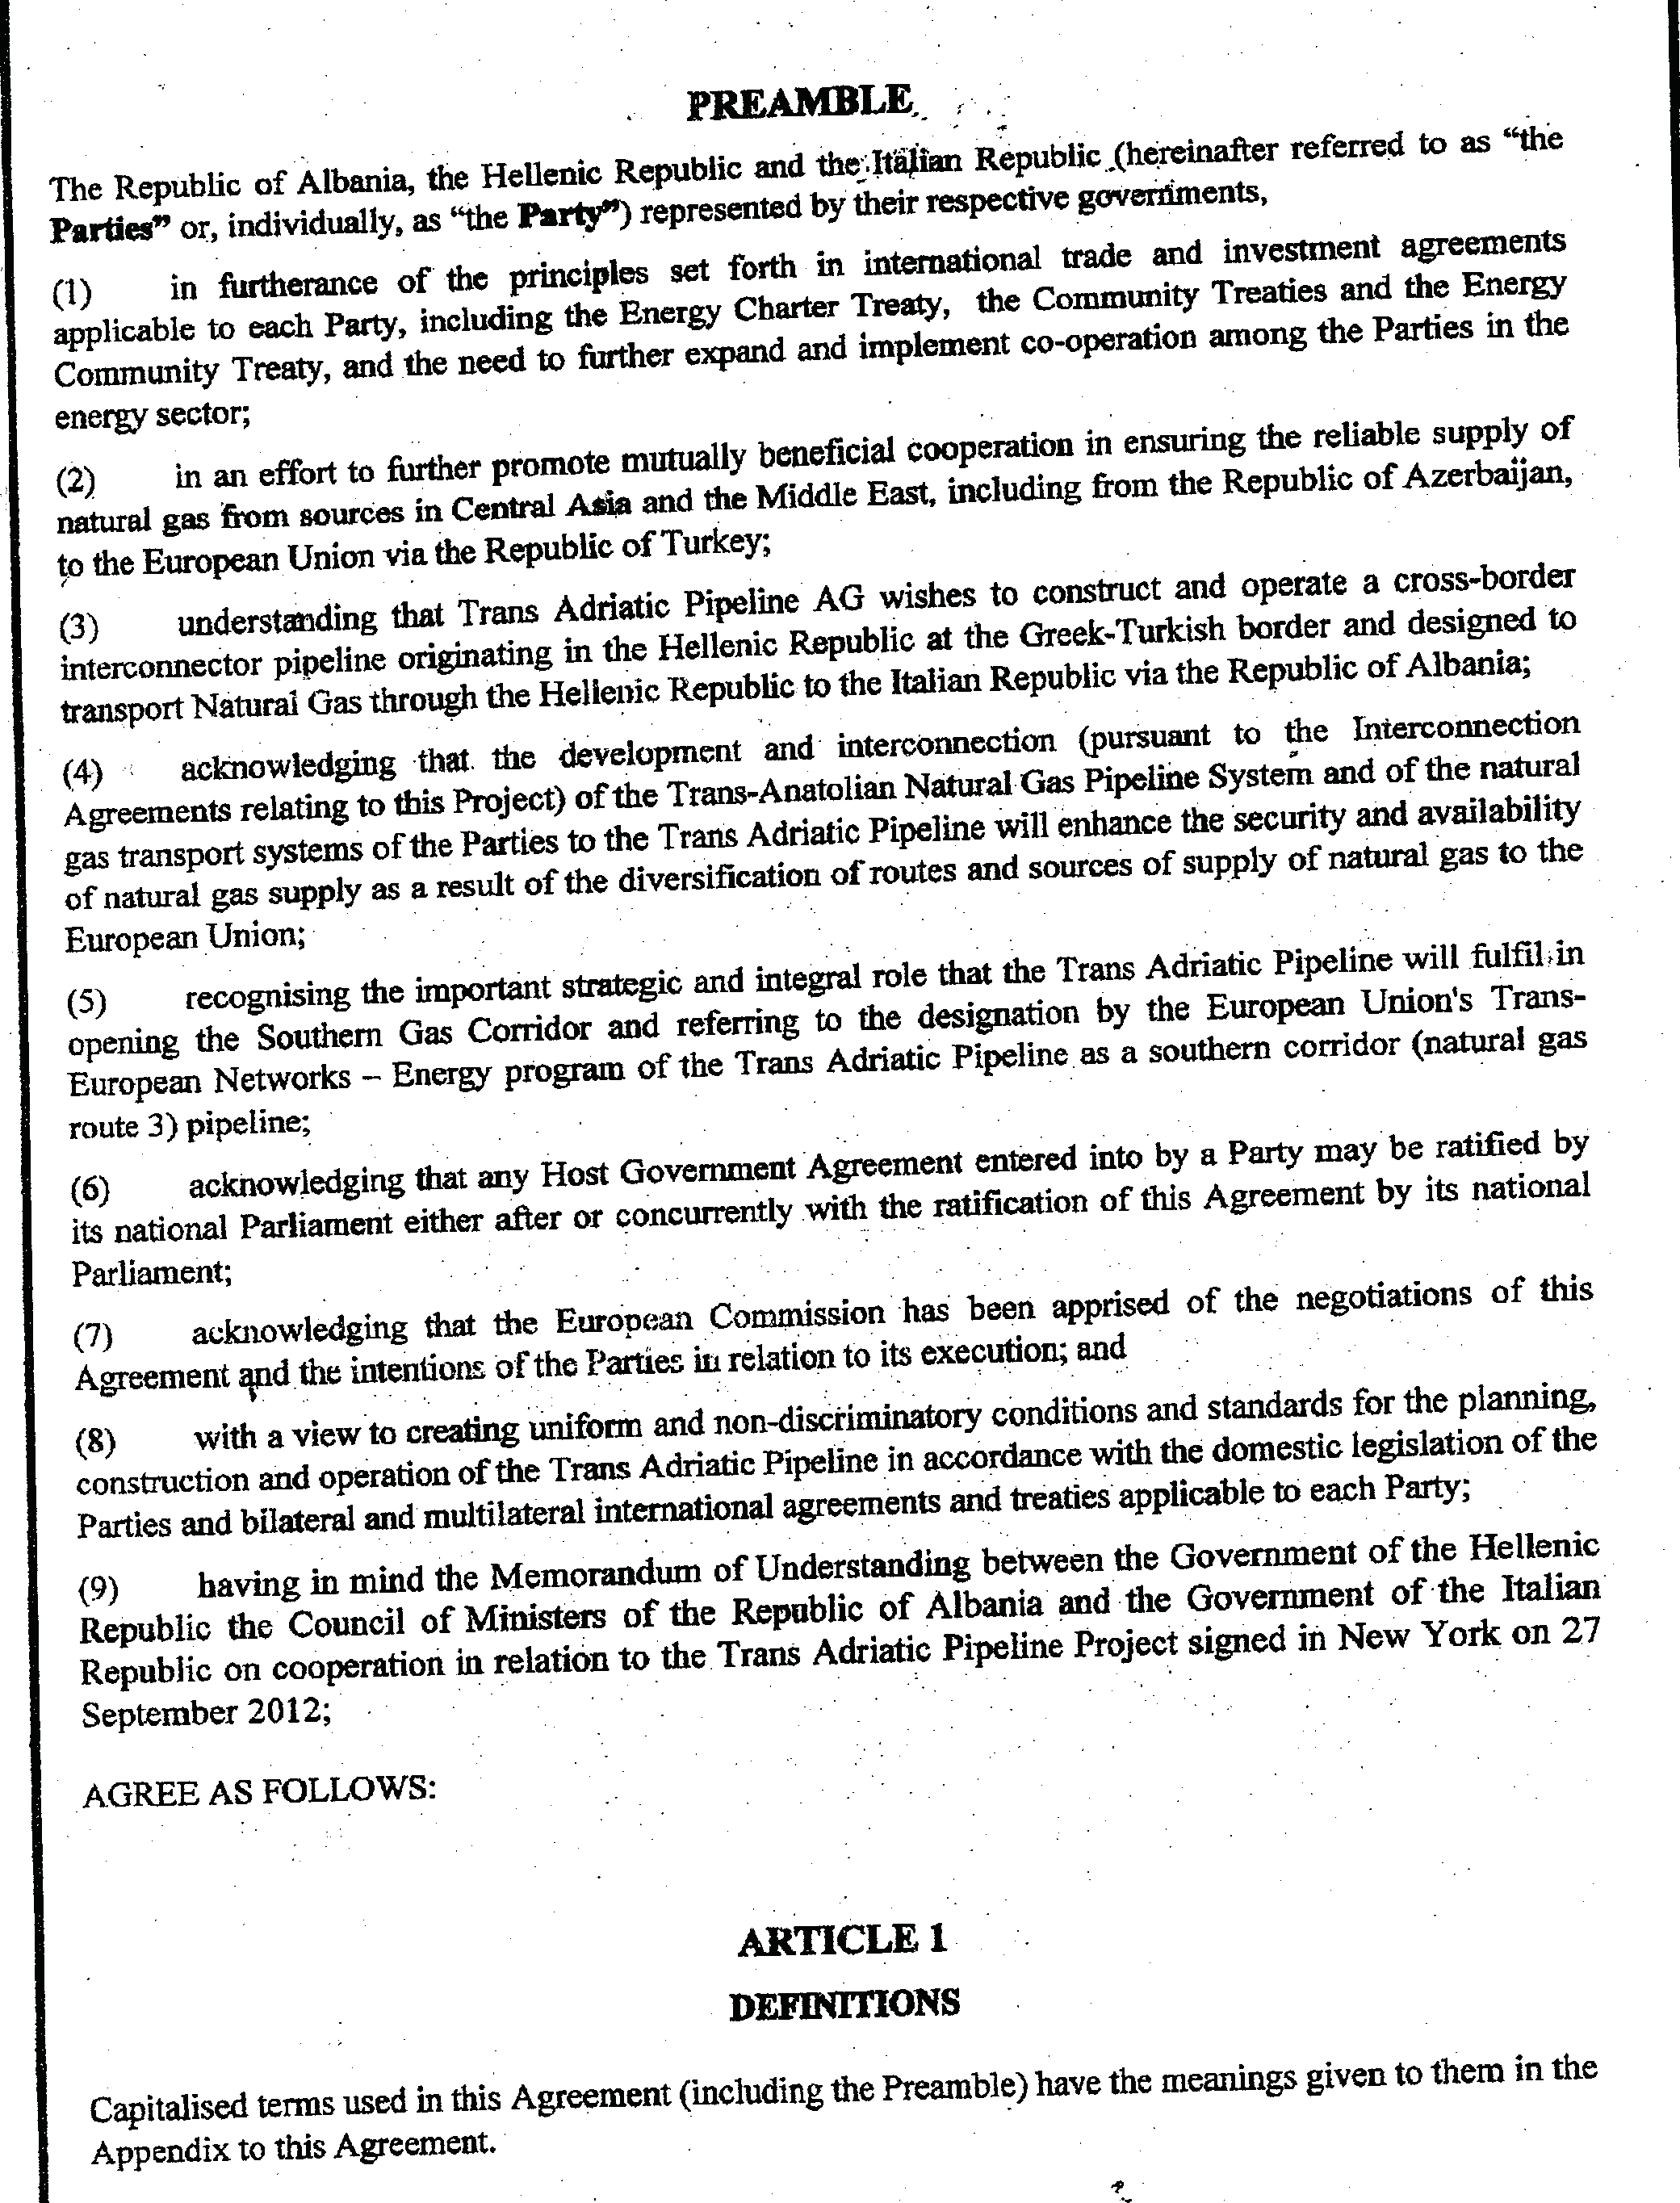 PREAMBLE
The Republic of Albania, the Hellenic Republic and the Italian Republic (hereinafter referred to as “the
Parties” or, individually, as “the Party”) represented by their respective governments,
(1) in furtherance of the principles set forth in international trade and investment agreements
applicable to each Party, including the Energy Charter Treaty, the Community Treaties and the Energy
Community Treaty, and the need to further expand and implement co-operation among the Parties in the
energy sector;
(2) in an effort to further promote mutually beneficial cooperation in ensuring the reliable supply of
natural gas from sources in Central Asia and the Middle East, including from the Republic of Azerbaijan,
to the European Union via the Republic of Turkey;
(3) understanding that Trans Adriatic Pipeline AG wishes to construct and operate a cross-border
interconnector pipeline originating in the Hellenic Republic at the Greek-Turkish border and designed to
transport Natural Gas through the Hellenic Republic to the Italian Republic via the Republic of Albania;
(4) acknowledging that the development and interconnection (pursuant to the Interconnection
Agreements relating to this Project) of the Trans-Anatolian Natural Gas Pipeline System and of the natural
gas transport systems of the Parties to the Trans Adriatic Pipeline will enhance the security and availability
of natural gas supply as a result of the diversification of routes and sources of supply of natural gas to the
European Union;
(5) recognising the important strategic and integral role that the Trans Adriatic Pipeline will fulfil in
opening the Southern Gas Corridor and referring to the designation by the European Union's Trans-
European Networks – Energy program of the Trans Adriatic Pipeline as a southern corridor (natural gas
route 3) pipeline;
(6) acknowledging that any Host Government Agreement entered into by a Party may be ratified by
its national Parliament either after or concurrently with the ratification of this Agreement by its national
Parliament;
(7) acknowledging that the European Commission has been apprised of the negotiations of this
Agreement and the intentions of the Parties in relation to its execution; and
(8) with a view to creating uniform and non-discriminatory conditions and standards for the planning,
construction and operation of the Trans Adriatic Pipeline in accordance with the domestic legislation of the
Parties and bilateral and multilateral international agreements and treaties applicable to each Party;
(9) having in mind the Memorandum of Understanding between the Government of the Hellenic
Republic the Council of Ministers of the Republic of Albania and the Government of the Italian
Republic on cooperation in relation to the Trans Adriatic Pipeline Project signed in New York on 27
September 2012;
AGREE AS FOLLOWS:
ARTICLE 1
DEFINITIONS
Capitalised terms used in this Agreement (including the Preamble) have the meanings given to them in the
Appendix to this Agreement.